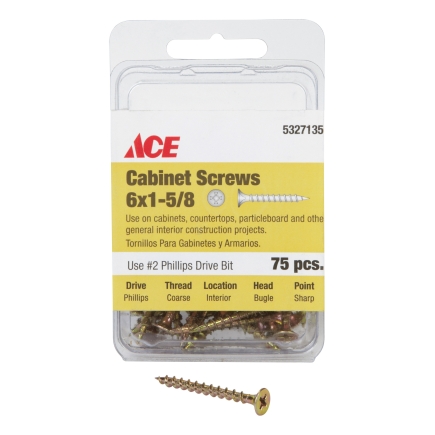 5327135
ACE
Cabinet Screws
6x1-5/8
Use on cabinets, countertops, particleboard and othe
general interior construction projects.
Tornillos Para Gabinetes y Armarios.
Use #2 Phillips Drive Bit 75 pcs.
Drive Thread Location Head Point
Phillips Coarse Interior Bugle Sharp